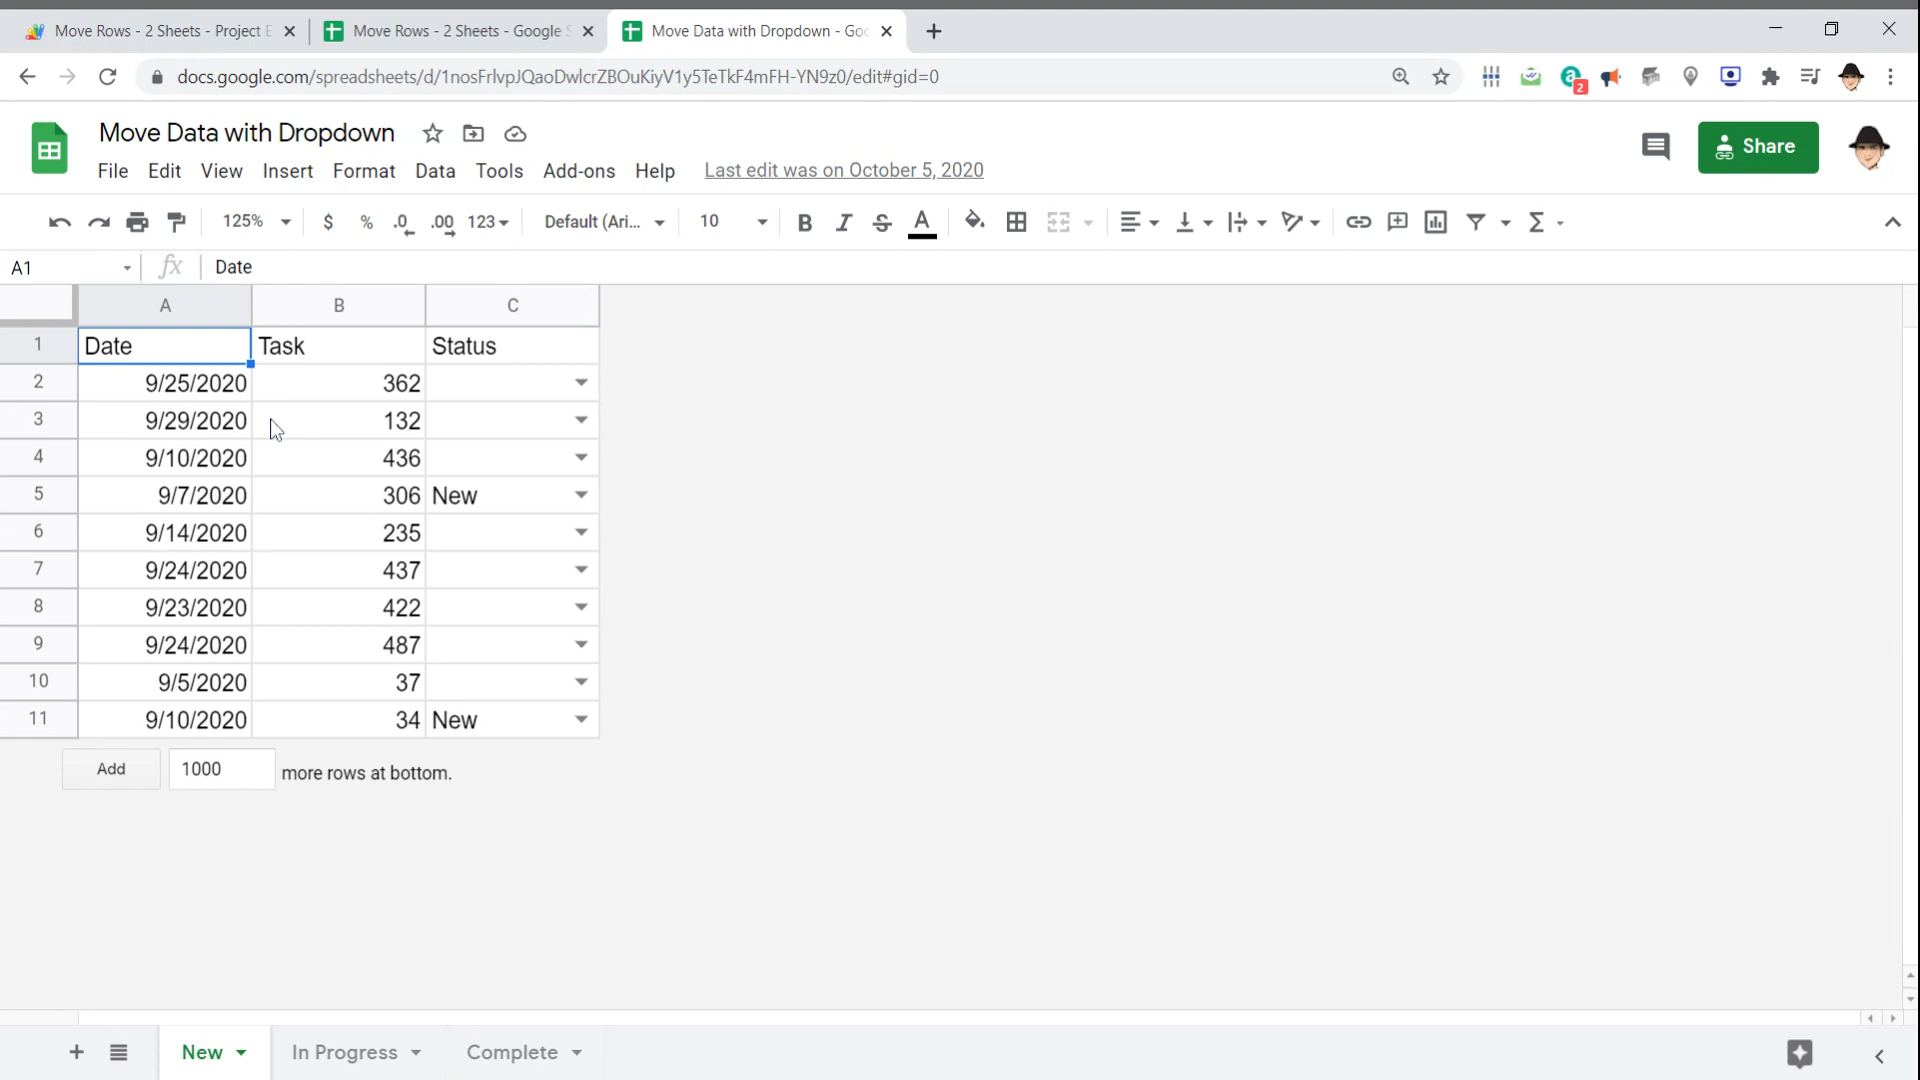 Move Rows - 2 Sheets - Project E
Move Rows - 2 Sheets - Google S
Move Data with Dropdown - Goo
docs.google.com/spreadsheets/d/1nosFrlvpJQaoDwlcrZBOuKiyV1y5TeTkF4mFH-YN9z0/edit#gid=0
2
Move Data with Dropdown
Share
File Edit View Insert Format Data Tools Add-ons Help Last edit was on October 5, 2020
125% $ % .0 .00 123 Default (Ari... 10 B I S A
A1 fx Date
A B C
1 Date Task Status
2 9/25/2020 362
3 9/29/2020 132
4 9/10/2020 436
5 9/7/2020 306 New
6 9/14/2020 235
7 9/24/2020 437
8 9/23/2020 422
9 9/24/2020 487
10 9/5/2020 37
11 9/10/2020 34 New
Add 1000 more rows at bottom.
New In Progress Complete